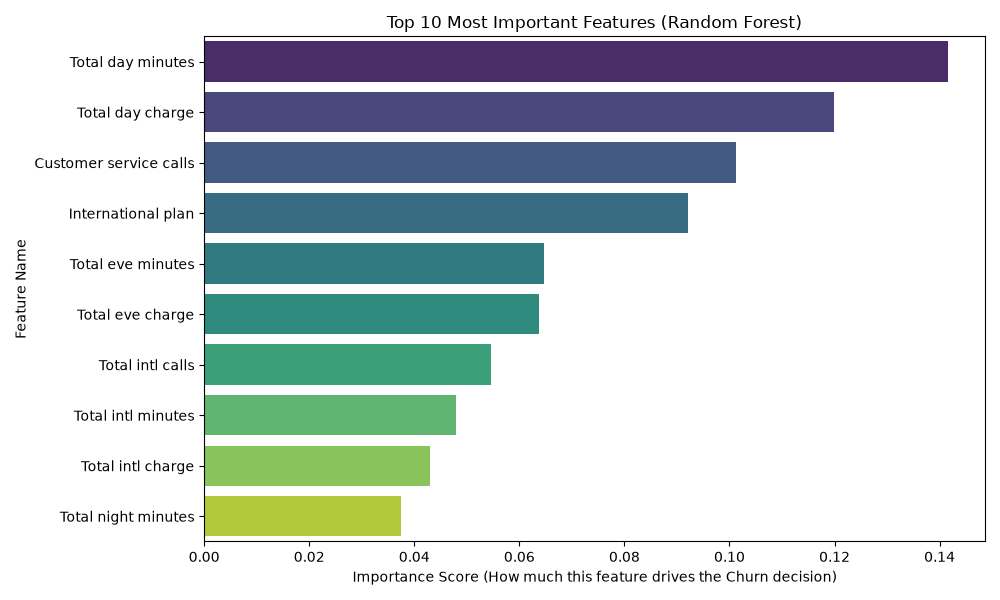 Top 10 Most Important Features (Random Forest)
Feature Name
Total day minutes
Total day charge
Customer service calls
International plan
Total eve minutes
Total eve charge
Total intl calls
Total intl minutes
Total intl charge
Total night minutes
0.00 0.02 0.04 0.06 0.08 0.10 0.12 0.14
Importance Score (How much this feature drives the Churn decision)